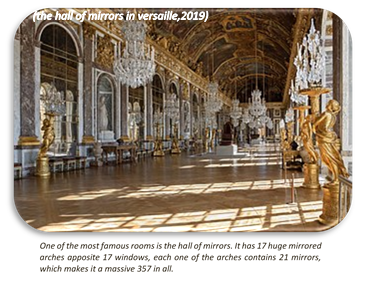 (the hall of mirrors in versaille,2019)
One of the most famous rooms is the hall of mirrors. It has 17 huge mirrored
arches apposite 17 windows, each one of the arches contains 21 mirrors,
which makes it a massive 357 in all.